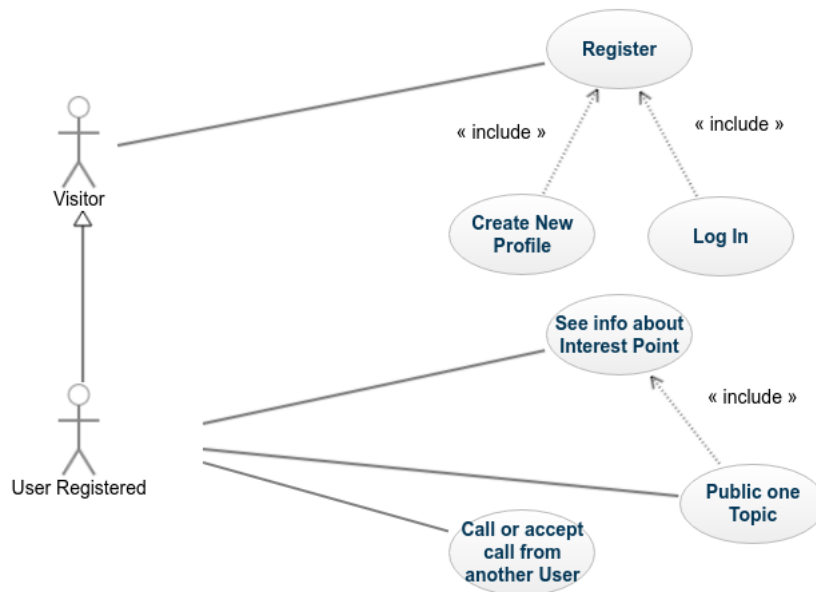 Register
« include »
« include »
Visitor
Create New
Profile
Log In
See info about
Interest Point
« include »
User Registered
Public one
Topic
Call or accept
call from
another User